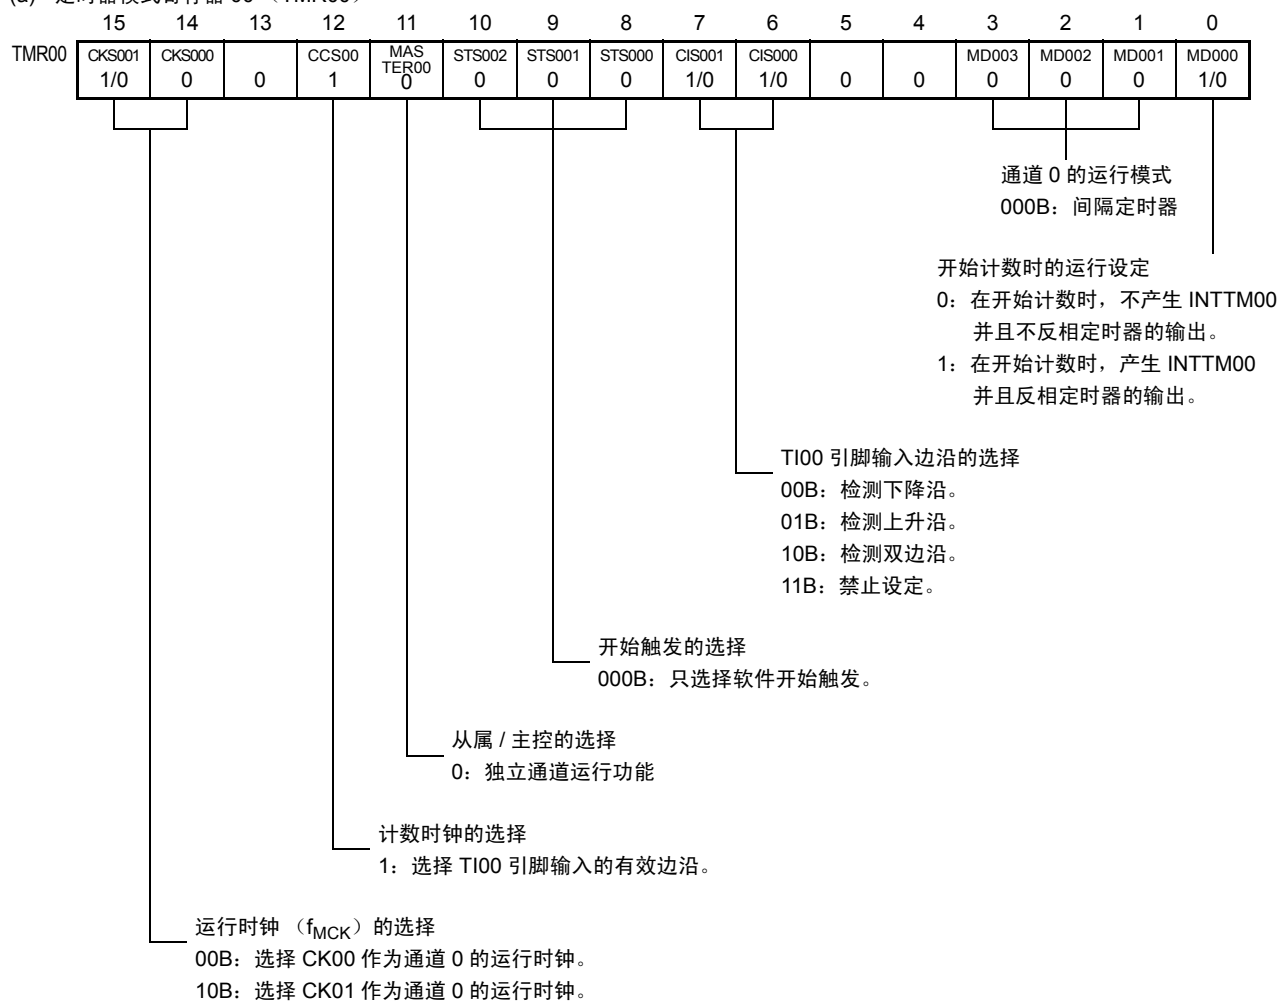 (a) 定时器模式寄存器 00 (TMR00)
15 14 13 12 11 10 9 8 7 6 5 4 3 2 1 0
TMR00 CKS001 CKS000 CCS00 MAS TER00 STS002 STS001 STS000 CIS001 CIS000 MD003 MD002 MD001 MD000
1/0 0 0 1 0 0 0 0 1/0 1/0 0 0 0 0 0 1/0
通道 0 的运行模式
000B：间隔定时器
开始计数时的运行设定
0：在开始计数时，不产生 INTTM00
并且不反相定时器的输出。
1：在开始计数时，产生 INTTM00
并且反相定时器的输出。
TI00 引脚输入边沿的选择
00B：检测下降沿。
01B：检测上升沿。
10B：检测双边沿。
11B：禁止设定。
开始触发的选择
000B：只选择软件开始触发。
从属 / 主控的选择
0：独立通道运行功能
计数时钟的选择
1：选择 TI00 引脚输入的有效边沿。
运行时钟 （fMCK）的选择
00B：选择 CK00 作为通道 0 的运行时钟。
10B：选择 CK01 作为通道 0 的运行时钟。